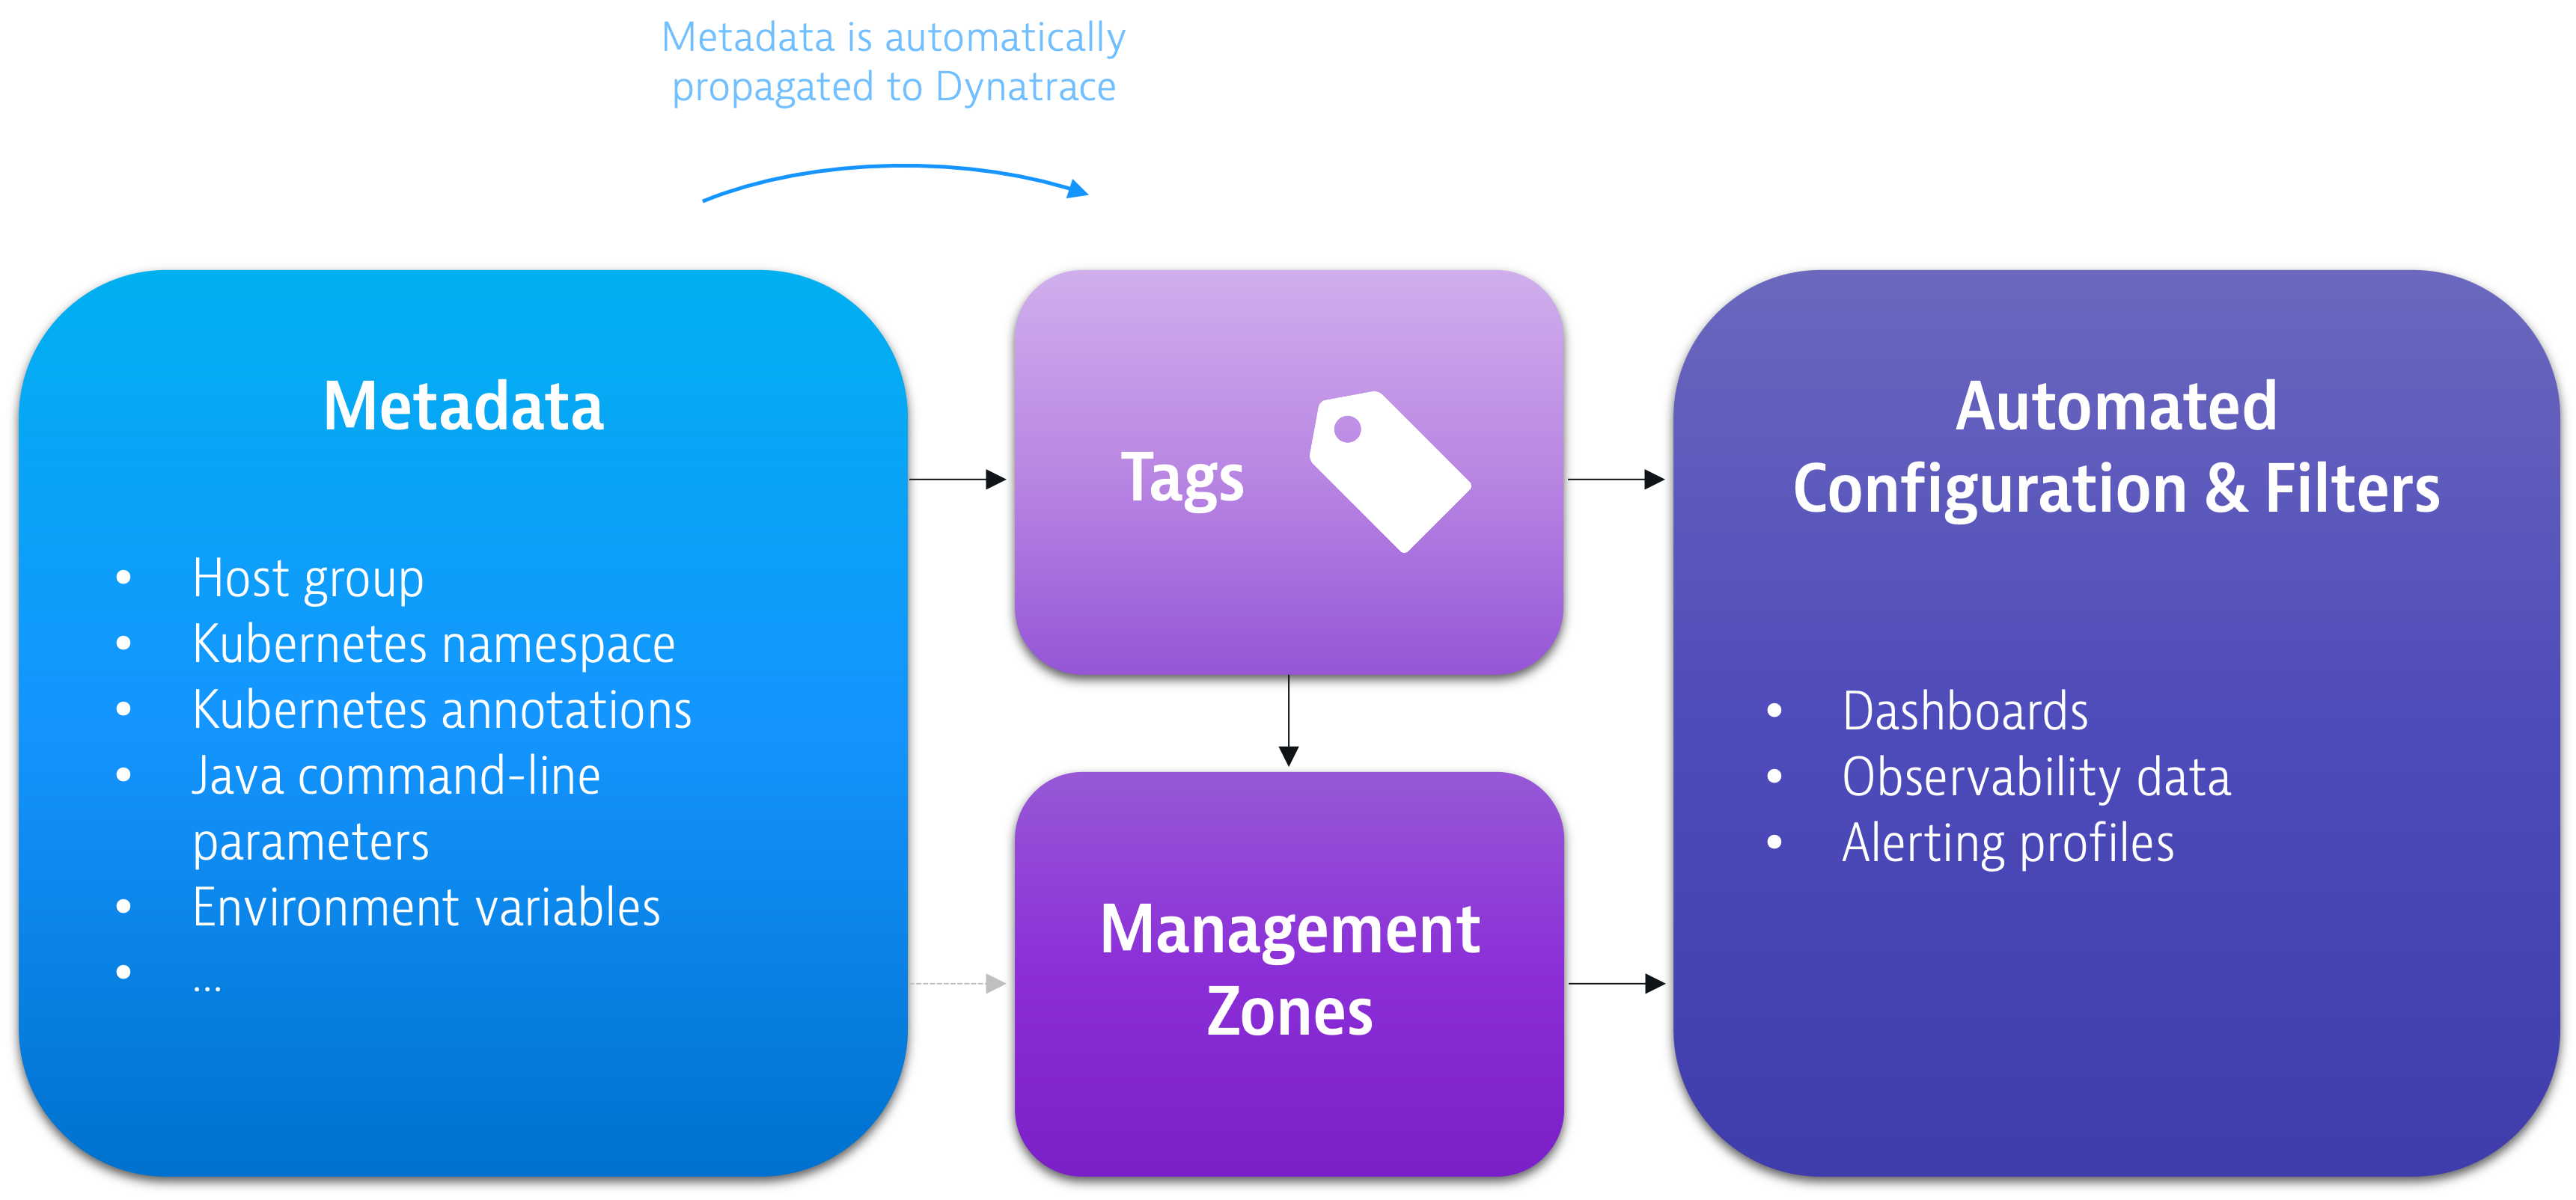 Metadata is automatically
propagated to Dynatrace
Metadata
• Host group
• Kubernetes namespace
• Kubernetes annotations
• Java command-line
parameters
• Environment variables
• ...
Tags
Management
Zones
Automated
Configuration & Filters
• Dashboards
• Observability data
• Alerting profiles